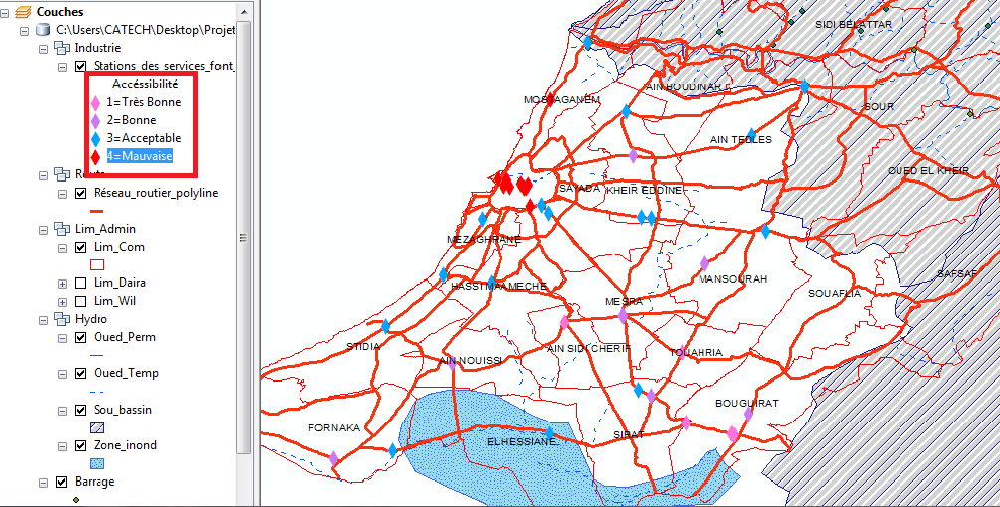 Couches
C:\Users\CATECH\Desktop\Projet
Industrie
Stations_des_services_font_
Accéssibilité
1=Très Bonne
2=Bonne
3=Acceptable
4=Mauvaise
Route
Réseau_routier_polyline
Lim_Admin
Lim_Com
Lim_Daira
Lim_Wil
Hydro
Oued_Perm
Oued_Temp
Sou_bassin
Zone_inond
Barrage
SIDI BELATTAR
AIN BOUDINAR
MOSTAGANEM
SOUR
AIN TEDLES
OUED EL KHEIR
SAYADA
KHEIR EDDINE
MEZAGHRANE
SAFSAF
MANSOURAH
HASSI MAAMECHE
SOUAFLIA
MESRA
STIDIA
AIN SIDI CHERIF
TOUAHRIA
AIN NOUISSI
BOUGUIRAT
FORNAKA
SIRAT
EL HESSIANE